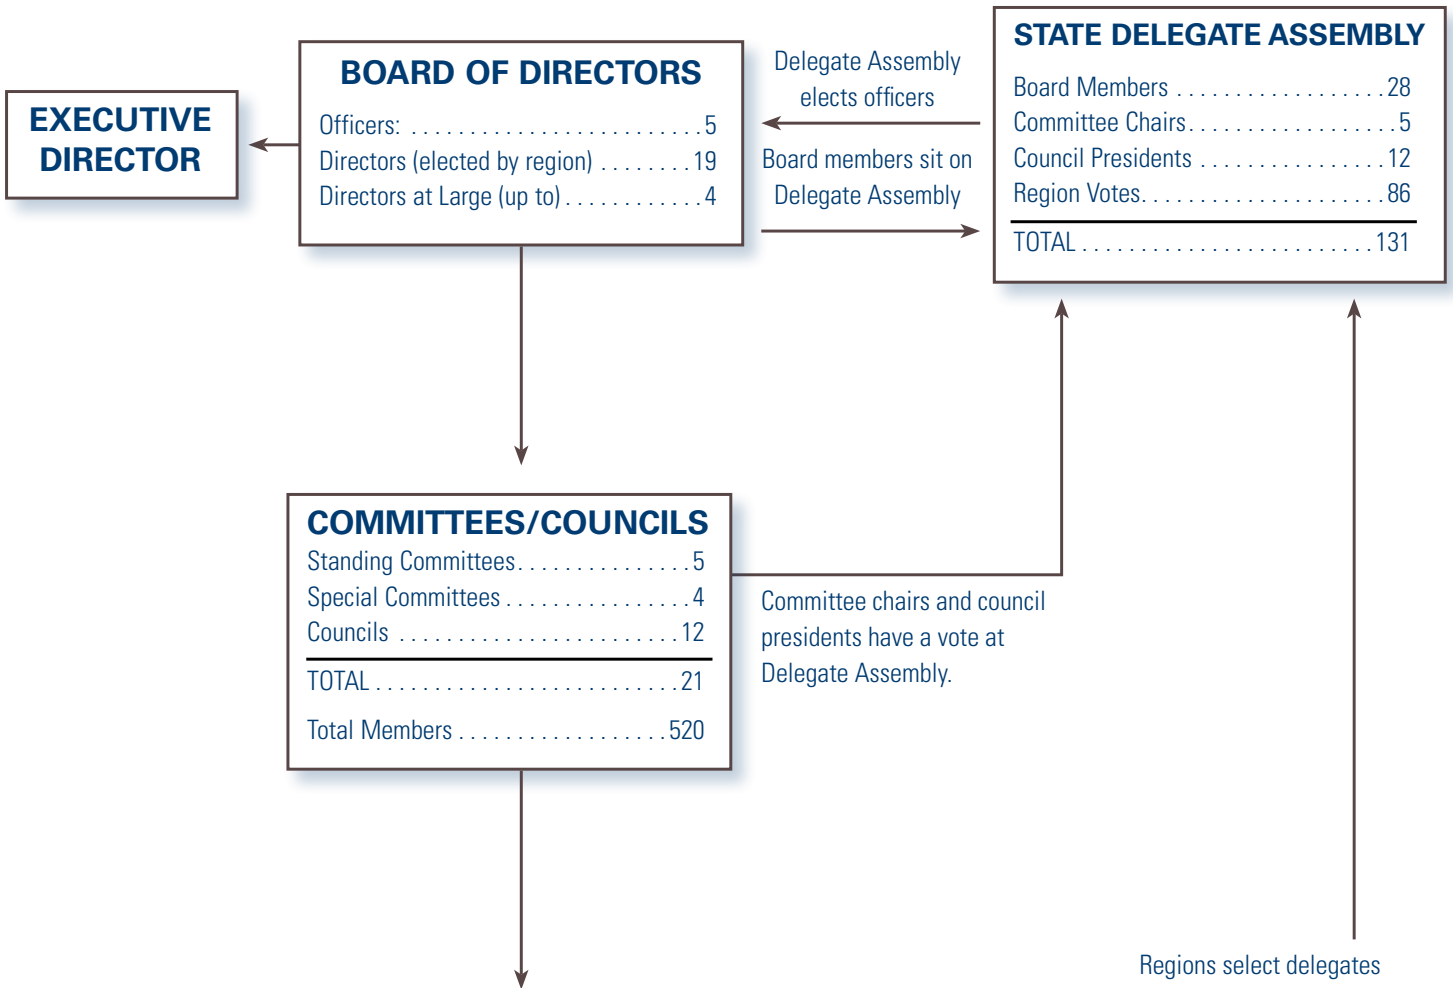 EXECUTIVE
DIRECTOR
BOARD OF DIRECTORS
Officers: . . . . . . . . . . . . . . . . . . . . . . . . . 5
Directors (elected by region) . . . . . . . . 19
Directors at Large (up to) . . . . . . . . . . . . 4
Delegate Assembly
elects officers
Board members sit on
Delegate Assembly
STATE DELEGATE ASSEMBLY
Board Members . . . . . . . . . . . . . . . . . . 28
Committee Chairs. . . . . . . . . . . . . . . . . . 5
Council Presidents . . . . . . . . . . . . . . . . 12
Region Votes. . . . . . . . . . . . . . . . . . . . . 86
TOTAL . . . . . . . . . . . . . . . . . . . . . . . . . 131
COMMITTEES/COUNCILS
Standing Committees. . . . . . . . . . . . . . . 5
Special Committees . . . . . . . . . . . . . . . . 4
Councils . . . . . . . . . . . . . . . . . . . . . . . . 12
TOTAL . . . . . . . . . . . . . . . . . . . . . . . . . . 21
Total Members . . . . . . . . . . . . . . . . . . 520
Committee chairs and council
presidents have a vote at
Delegate Assembly.
Regions select delegates